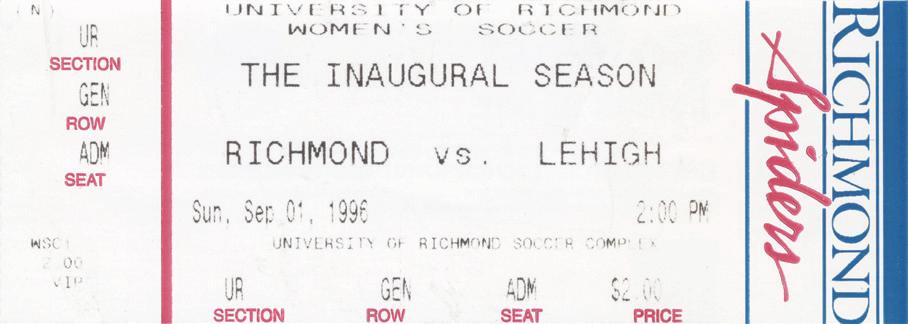 (N)
UR
SECTION
GEN
ROW
ADM
SEAT
WSC1
2.00
VIP
UNIVERSITY OF RICHMOND
WOMEN'S SOCCER
THE INAUGURAL SEASON
RICHMOND vs. LEHIGH
Sun, Sep 01, 1996 2:00 PM
UNIVERSITY OF RICHMOND SOCCER COMPLEX
UR GEN ADM $2.00
SECTION ROW SEAT PRICE
RICHMOND
Spiders